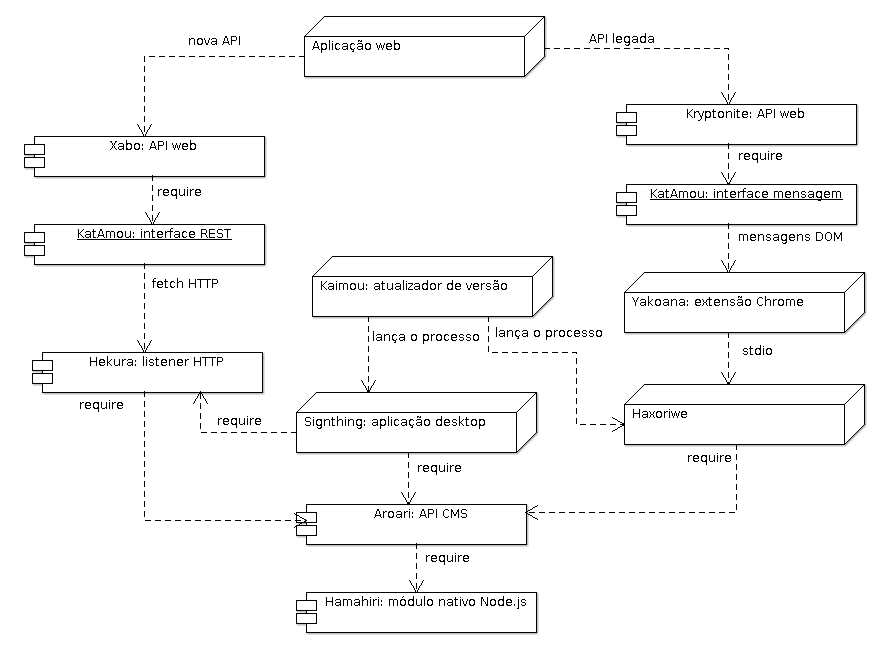 nova API
API legada
Aplicação web
Kryptonite: API web
Xabo: API web
require
require
KatAmou: interface mensagem
KatAmou: interface REST
mensagens DOM
fetch HTTP
Kaimou: atualizador de versão
Yakoana: extensão Chrome
lança o processo
lança o processo
stdio
Hekura: listener HTTP
require
require
Signthing: aplicação desktop
Haxoriwe
require
require
Aroari: API CMS
require
Hamahiri: módulo nativo Node.js